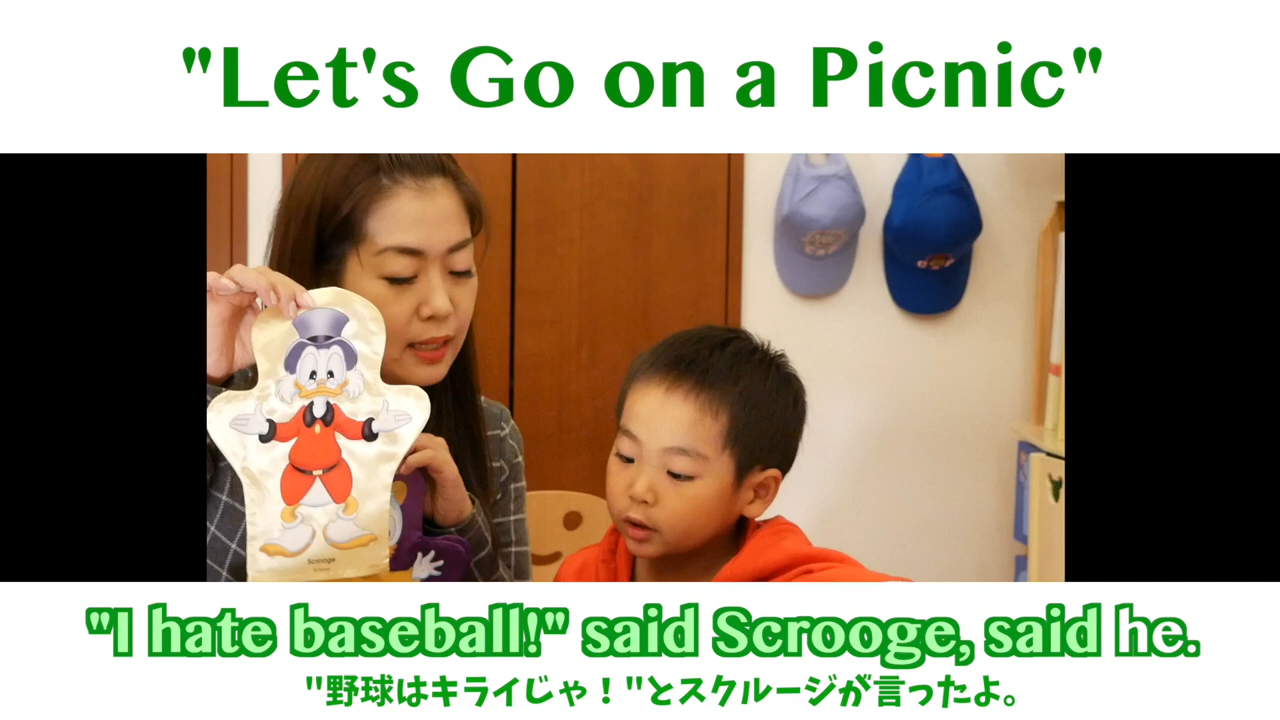 "Let's Go on a Picnic"
Scrooge
"I hate baseball!" said Scrooge, said he.
"野球はキライじゃ！"とスクルージが言ったよ。